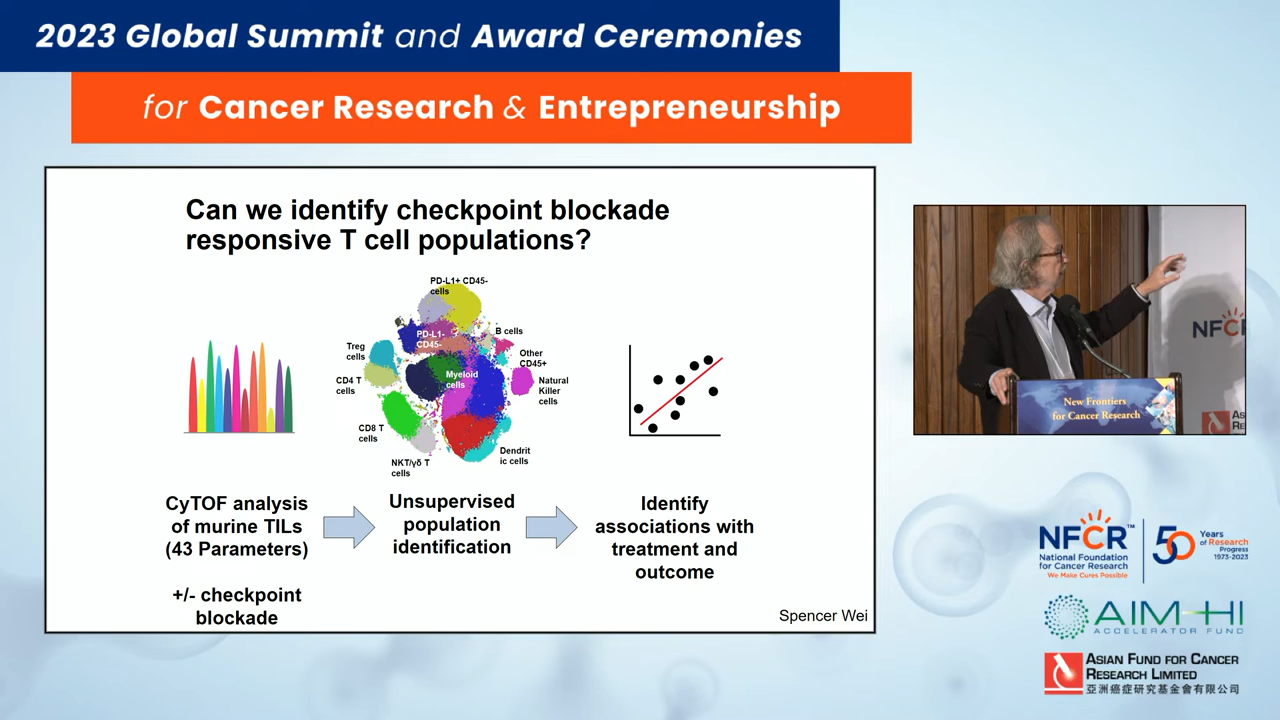 2023 Global Summit and Award Ceremonies
for Cancer Research & Entrepreneurship
Can we identify checkpoint blockade
responsive T cell populations?
PD-L1+ CD45-
cells
PD-L1-
CD45-
B cells
Treg
cells
Other
CD45+
Myeloid
cells
CD4 T
cells
Natural
Killer
cells
CD8 T
cells
Dendrit
ic cells
NKT/γδ T
cells
CyTOF analysis
of murine TILs
(43 Parameters)
+/- checkpoint
blockade
Unsupervised
population
identification
Identify
associations with
treatment and
outcome
Spencer Wei
NFCR
New Frontiers
for Cancer Research
NFCR™
National Foundation
for Cancer Research
We Make Cures Possible
50
Years
of Research
Progress
1973-2023
AIM-HI
ACCELERATOR FUND
ASIAN FUND FOR CANCER
RESEARCH LIMITED
亞洲癌症研究基金會有限公司